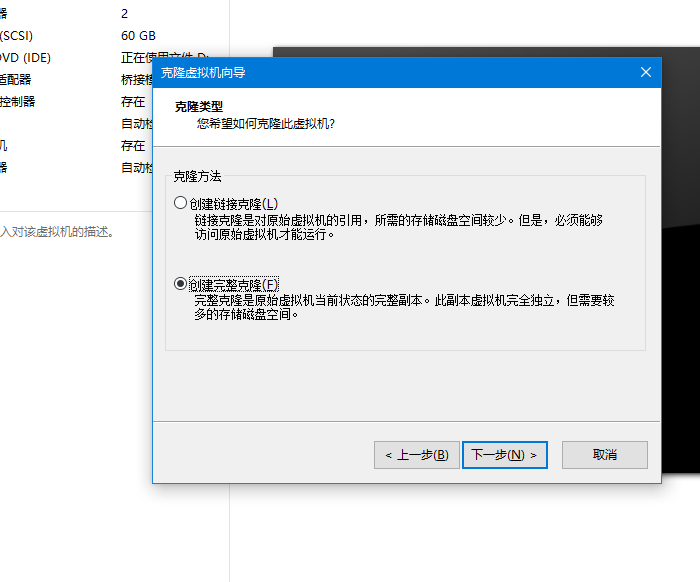 器
2
(SCSI)
60 GB
DVD (IDE)
正在使用文件 D:
适配器
桥接模
控制器
存在
自动检
机
存在
器
自动检
入对该虚拟机的描述。
克隆虚拟机向导
克隆类型
您希望如何克隆此虚拟机?
克隆方法
创建链接克隆(L)
链接克隆是对原始虚拟机的引用，所需的存储磁盘空间较少。但是，必须能够
访问原始虚拟机才能运行。
创建完整克隆(F)
完整克隆是原始虚拟机当前状态的完整副本。此副本虚拟机完全独立，但需要较
多的存储磁盘空间。
< 上一步(B)
下一步(N) >
取消